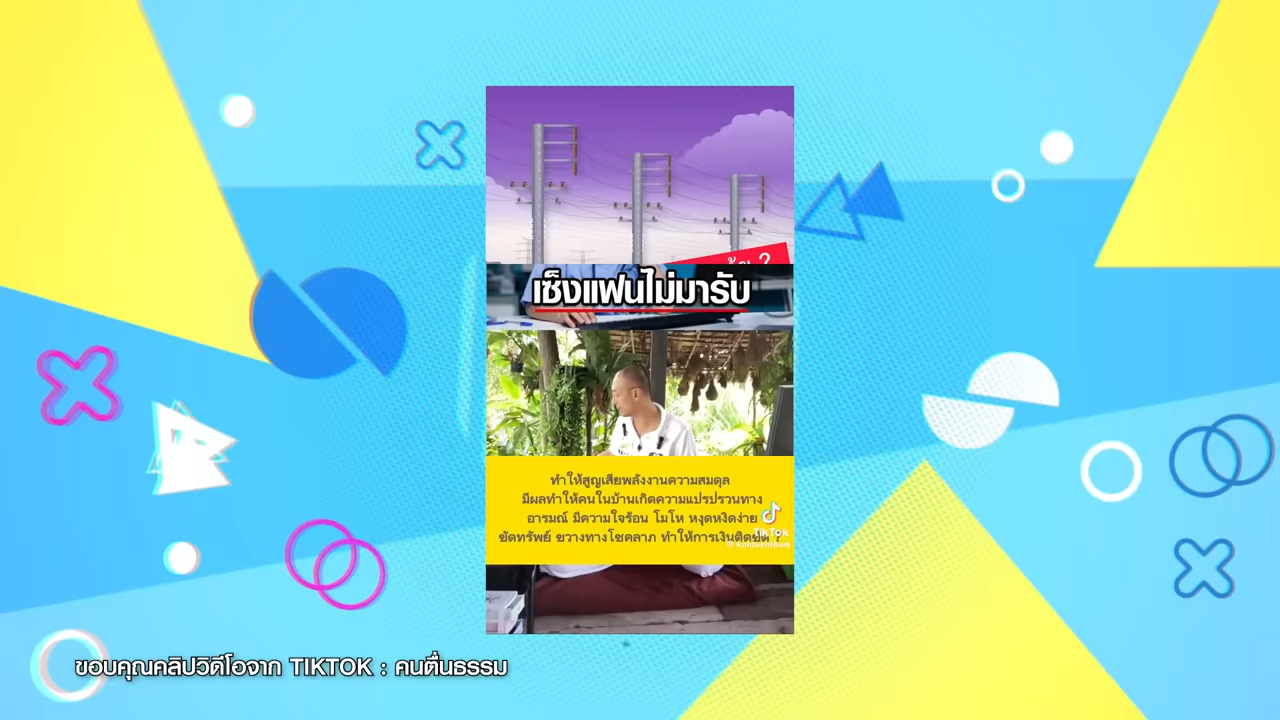 ?
เซ็งแฟนไม่มารับ
ทำให้สูญเสียพลังงานความสมดุล
มีผลทำให้คนในบ้านเกิดความแปรปรวนทาง
อารมณ์ มีความใจร้อน โมโห หงุดหงิดง่าย
ขัดทรัพย์ ขวางทางโชคลาภ ทำให้การเงินติดขัด
TikTok
ขอบคุณคลิปวิดีโอจาก TIKTOK : คนตื่นธรรม